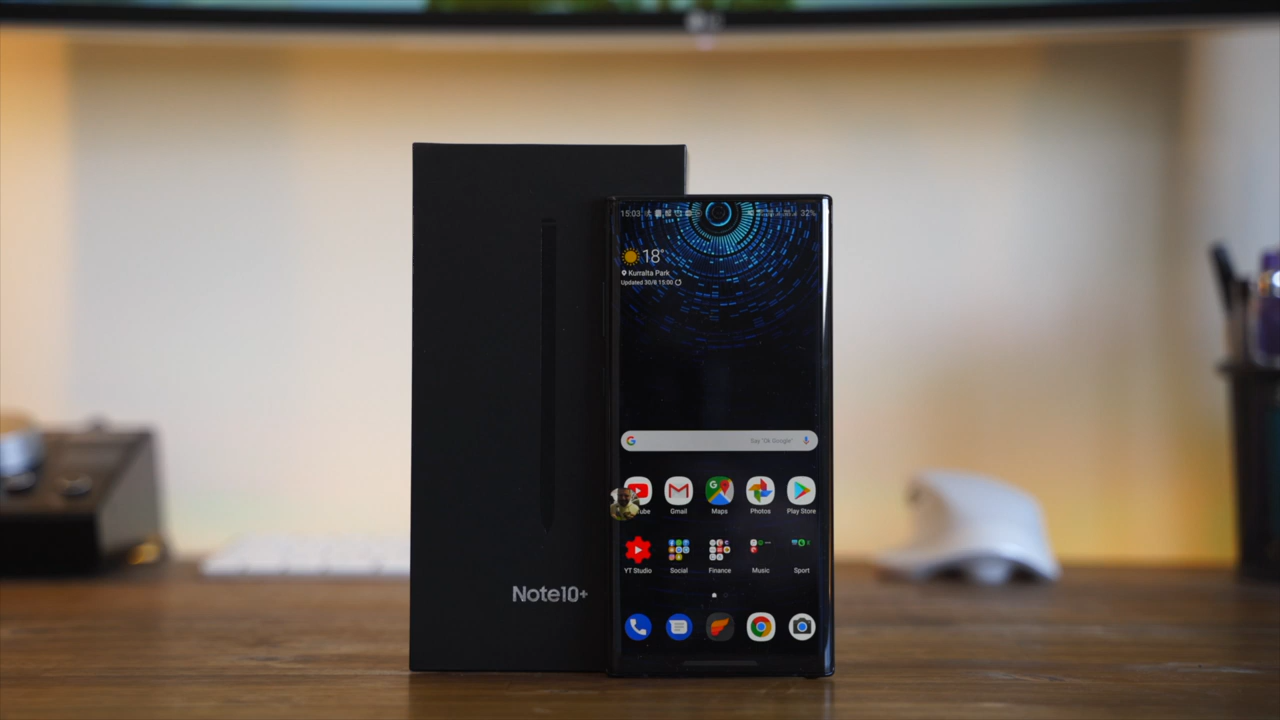 15:03
32%
18°
Kurralta Park
Updated 30/8 15:00
Say "Ok Google"
Gmail
Maps
Photos
Play Store
YT Studio
Social
Finance
Music
Sport
Note10+